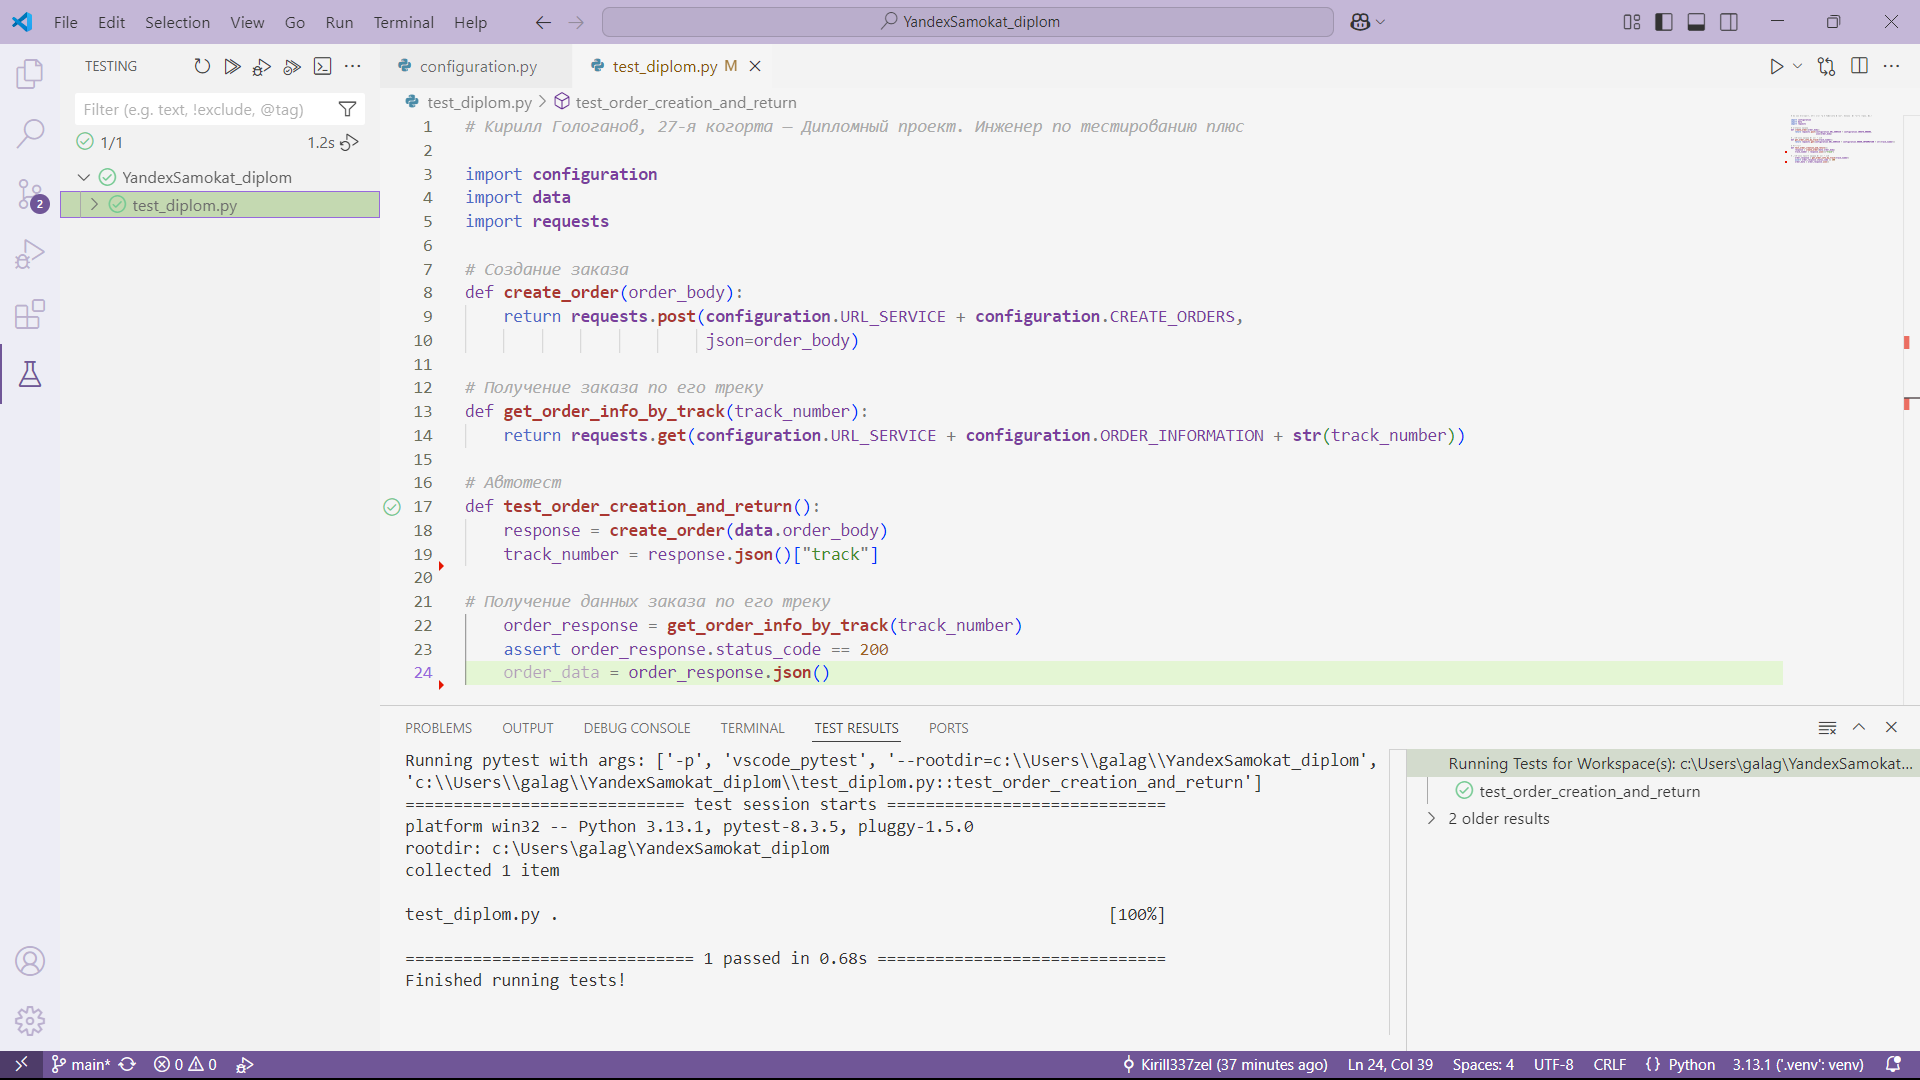 File Edit Selection View Go Run Terminal Help
YandexSamokat_diplom
TESTING
configuration.py
test_diplom.py M
Filter (e.g. text, !exclude, @tag)
1/1
1.2s
YandexSamokat_diplom
test_diplom.py
test_diplom.py > test_order_creation_and_return
1 # Кирилл Гологанов, 27-я когорта — Дипломный проект. Инженер по тестированию плюс
2
3 import configuration
4 import data
5 import requests
6
7 # Создание заказа
8 def create_order(order_body):
9 return requests.post(configuration.URL_SERVICE + configuration.CREATE_ORDERS,
10 json=order_body)
11
12 # Получение заказа по его треку
13 def get_order_info_by_track(track_number):
14 return requests.get(configuration.URL_SERVICE + configuration.ORDER_INFORMATION + str(track_number))
15
16 # Автотест
17 def test_order_creation_and_return():
18 response = create_order(data.order_body)
19 track_number = response.json()["track"]
20
21 # Получение данных заказа по его треку
22 order_response = get_order_info_by_track(track_number)
23 assert order_response.status_code == 200
24 order_data = order_response.json()
2
PROBLEMS OUTPUT DEBUG CONSOLE TERMINAL TEST RESULTS PORTS
Running pytest with args: ['-p', 'vscode_pytest', '--rootdir=c:\\Users\\galag\\YandexSamokat_diplom',
'c:\\Users\\galag\\YandexSamokat_diplom\\test_diplom.py::test_order_creation_and_return']
============================= test session starts =============================
platform win32 -- Python 3.13.1, pytest-8.3.5, pluggy-1.5.0
rootdir: c:\Users\galag\YandexSamokat_diplom
collected 1 item
test_diplom.py . [100%]
============================== 1 passed in 0.68s ==============================
Finished running tests!
Running Tests for Workspace(s): c:\Users\galag\YandexSamokat...
test_order_creation_and_return
2 older results
main* 0 0 Kirill337zel (37 minutes ago) Ln 24, Col 39 Spaces: 4 UTF-8 CRLF {} Python 3.13.1 ('.venv': venv)